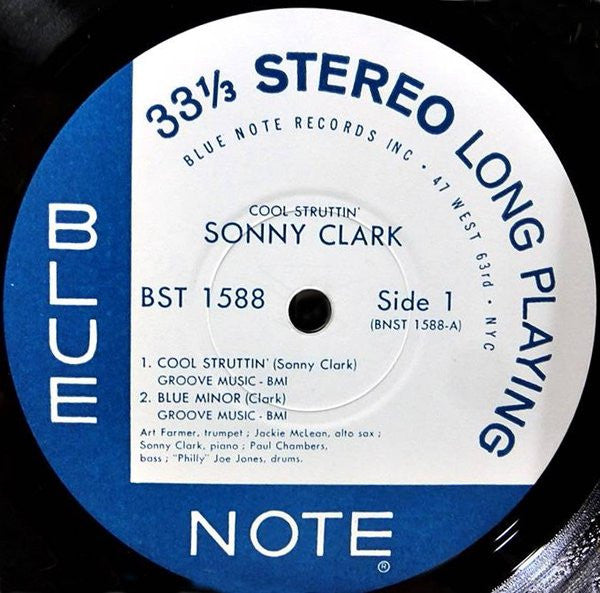 33⅓ STEREO LONG PLAYING
BLUE NOTE RECORDS INC • 47 WEST 63rd • NYC
COOL STRUTTIN'
SONNY CLARK
BST 1588
Side 1
(BNST 1588-A)
1. COOL STRUTTIN' (Sonny Clark)
GROOVE MUSIC - BMI
2. BLUE MINOR (Clark)
GROOVE MUSIC - BMI
Art Farmer, trumpet ; Jackie McLean, alto sax ;
Sonny Clark, piano ; Paul Chambers,
bass ; "Philly" Joe Jones, drums.
BLUE
NOTE
®